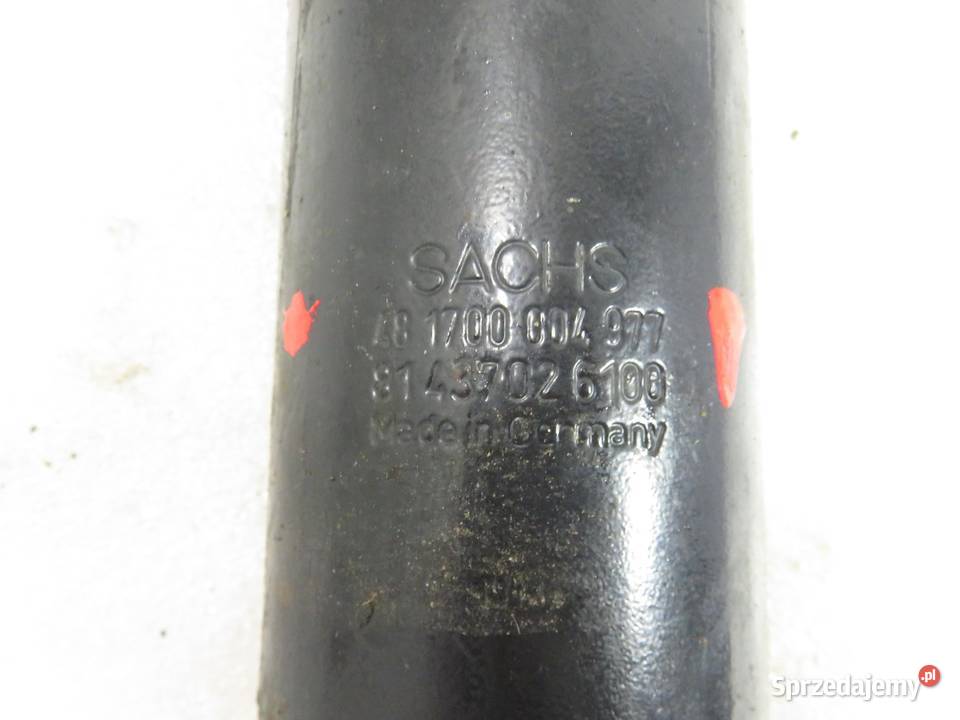 SACHS
48 1700 004 977
81 43702 6100
Made in Germany
Sprzedajemy.pl